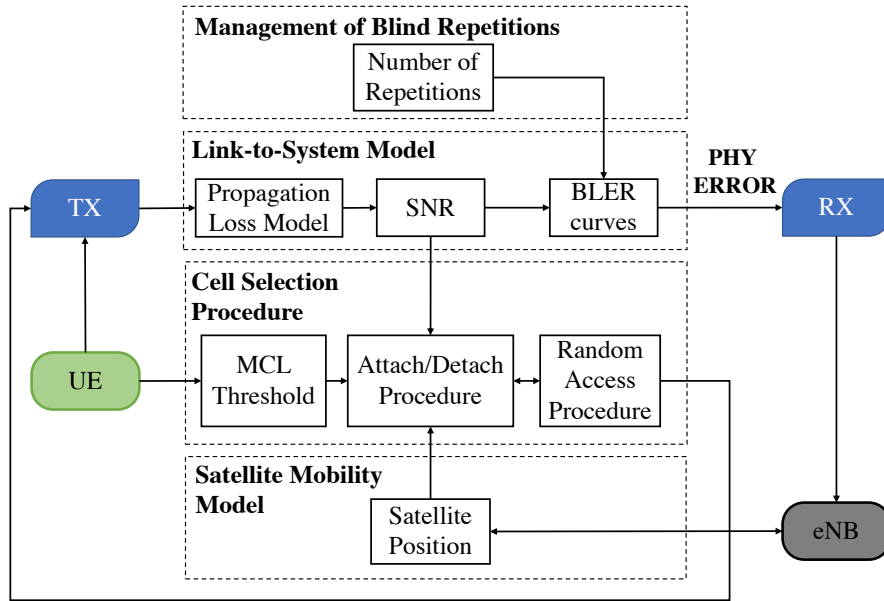 Management of Blind Repetitions
Number of
Repetitions
Link-to-System Model
PHY
ERROR
TX
Propagation
Loss Model
SNR
BLER
curves
RX
Cell Selection
Procedure
UE
MCL
Threshold
Attach/Detach
Procedure
Random
Access
Procedure
Satellite Mobility
Model
Satellite
Position
eNB